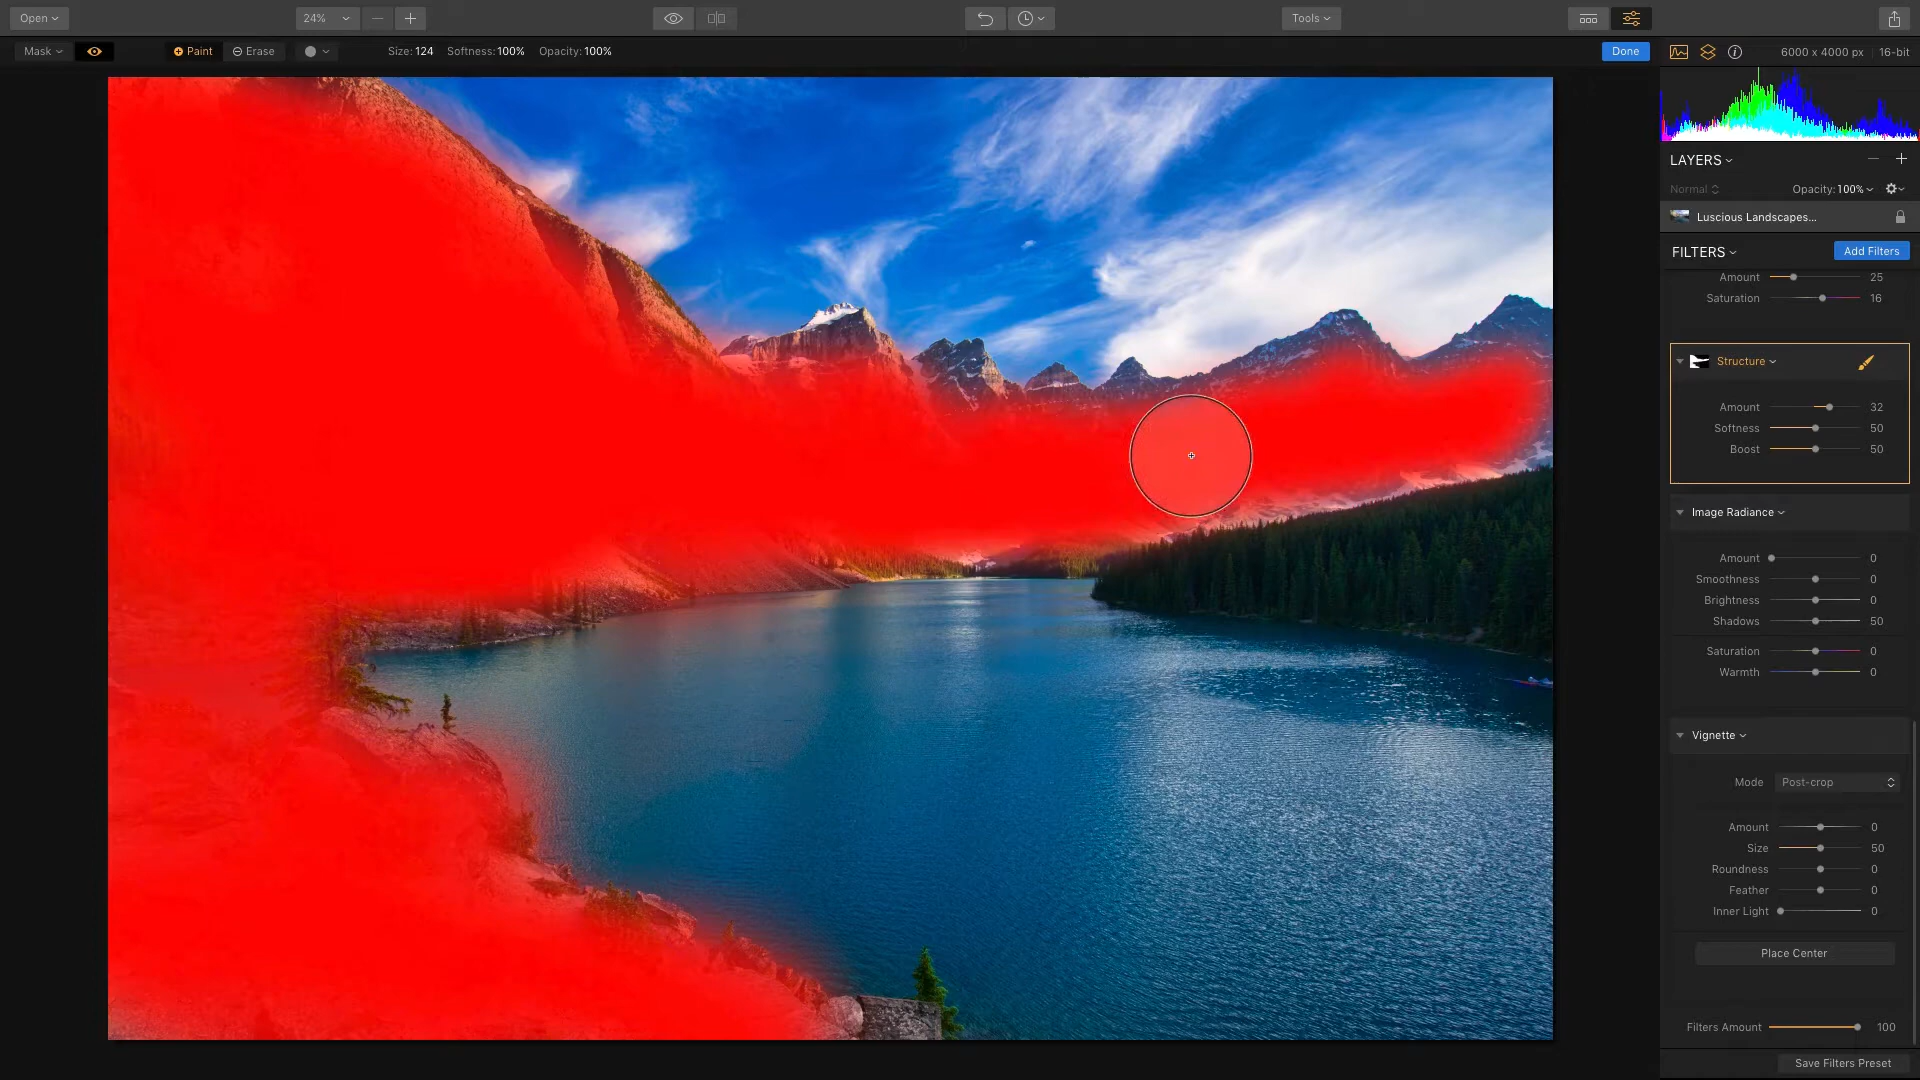 Open 24% Tools
Mask Paint Erase Size: 124 Softness: 100% Opacity: 100% Done 6000 x 4000 px 16-bit
LAYERS
Normal Opacity: 100%
Luscious Landscapes...
FILTERS Add Filters
Amount 25
Saturation 16
Structure
Amount 32
Softness 50
Boost 50
Image Radiance
Amount 0
Smoothness 0
Brightness 0
Shadows 50
Saturation 0
Warmth 0
Vignette
Mode Post-crop
Amount 0
Size 50
Roundness 0
Feather 0
Inner Light 0
Place Center
Filters Amount 100
Save Filters Preset